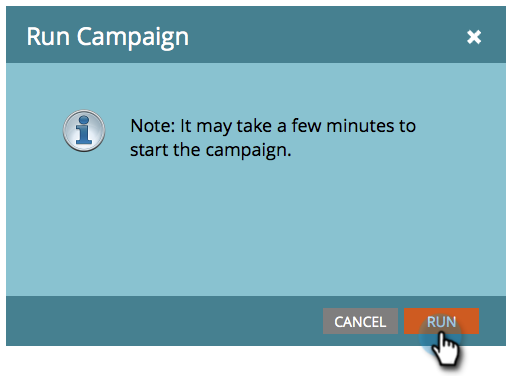 Run Campaign
Note: It may take a few minutes to
start the campaign.
CANCEL
RUN